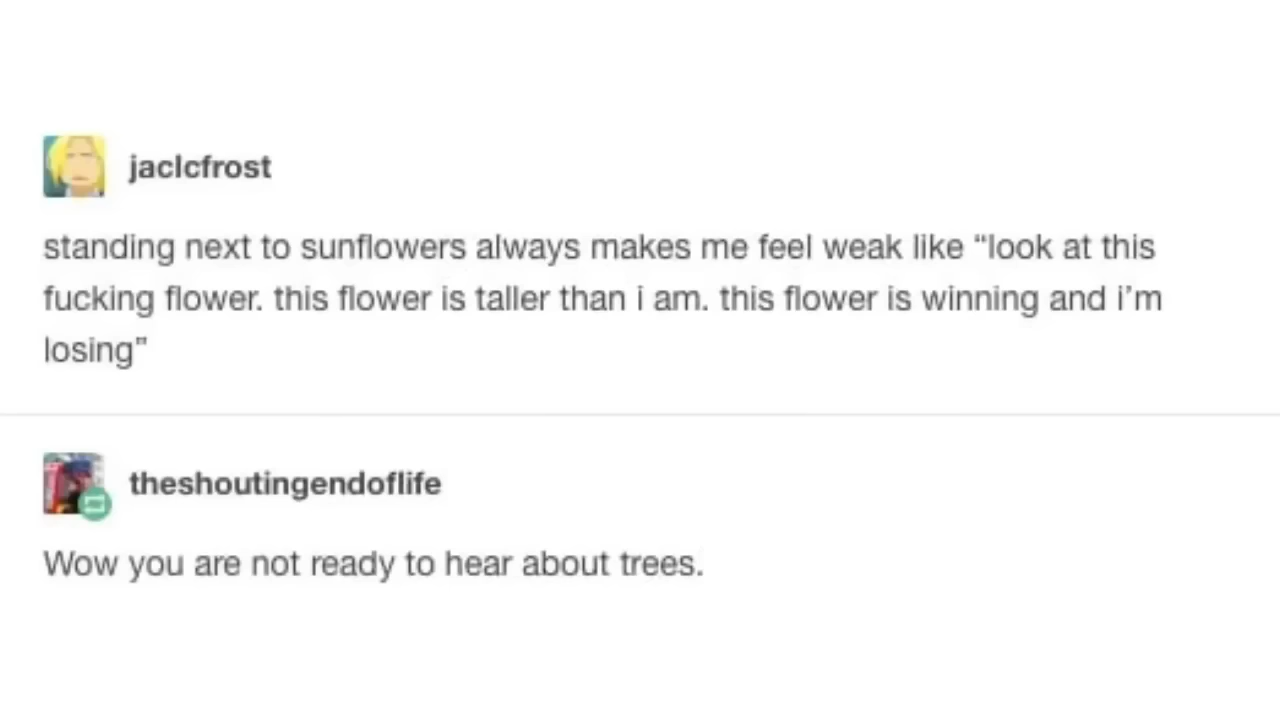 jaclcfrost
standing next to sunflowers always makes me feel weak like “look at this
fucking flower. this flower is taller than i am. this flower is winning and i’m
losing”
theshoutingendoflife
Wow you are not ready to hear about trees.